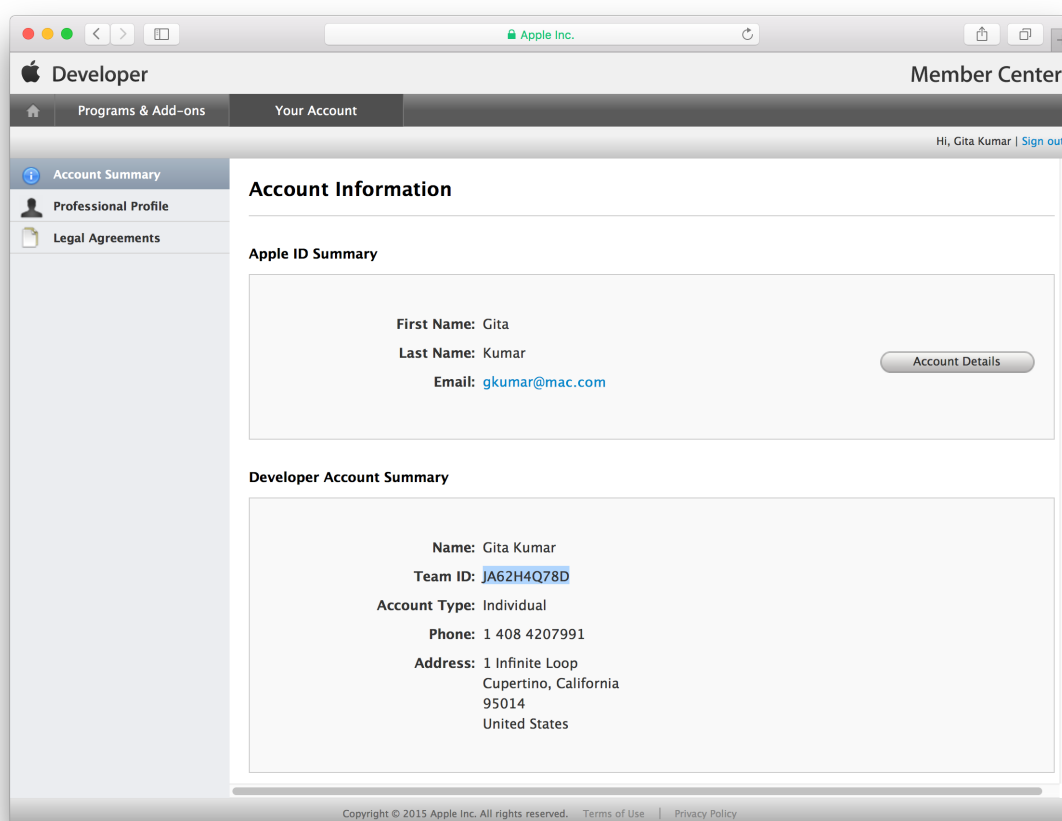 Apple Inc.
Developer
Member Center
Programs & Add-ons
Your Account
Hi, Gita Kumar | Sign out
Account Summary
Professional Profile
Legal Agreements
Account Information
Apple ID Summary
First Name: Gita
Last Name: Kumar
Email: gkumar@mac.com
Account Details
Developer Account Summary
Name: Gita Kumar
Team ID: JA62H4Q78D
Account Type: Individual
Phone: 1 408 4207991
Address: 1 Infinite Loop
Cupertino, California
95014
United States
Copyright © 2015 Apple Inc. All rights reserved. Terms of Use | Privacy Policy